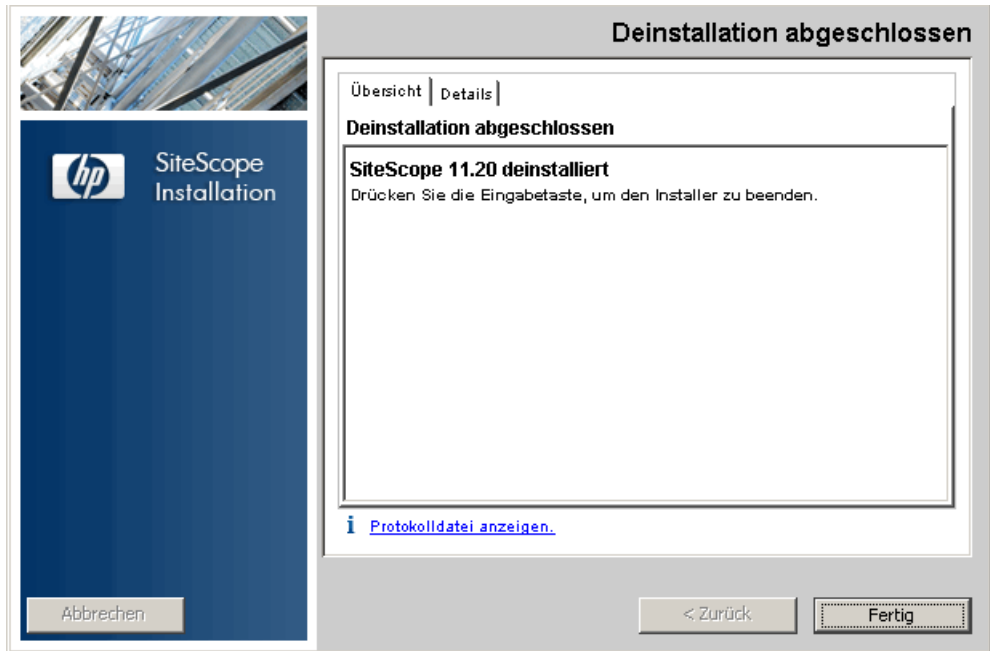 Deinstallation abgeschlossen
hp
SiteScope
Installation
Übersicht
Details
Deinstallation abgeschlossen
SiteScope 11.20 deinstalliert
Drücken Sie die Eingabetaste, um den Installer zu beenden.
i Protokolldatei anzeigen.
Abbrechen
< Zurück
Fertig